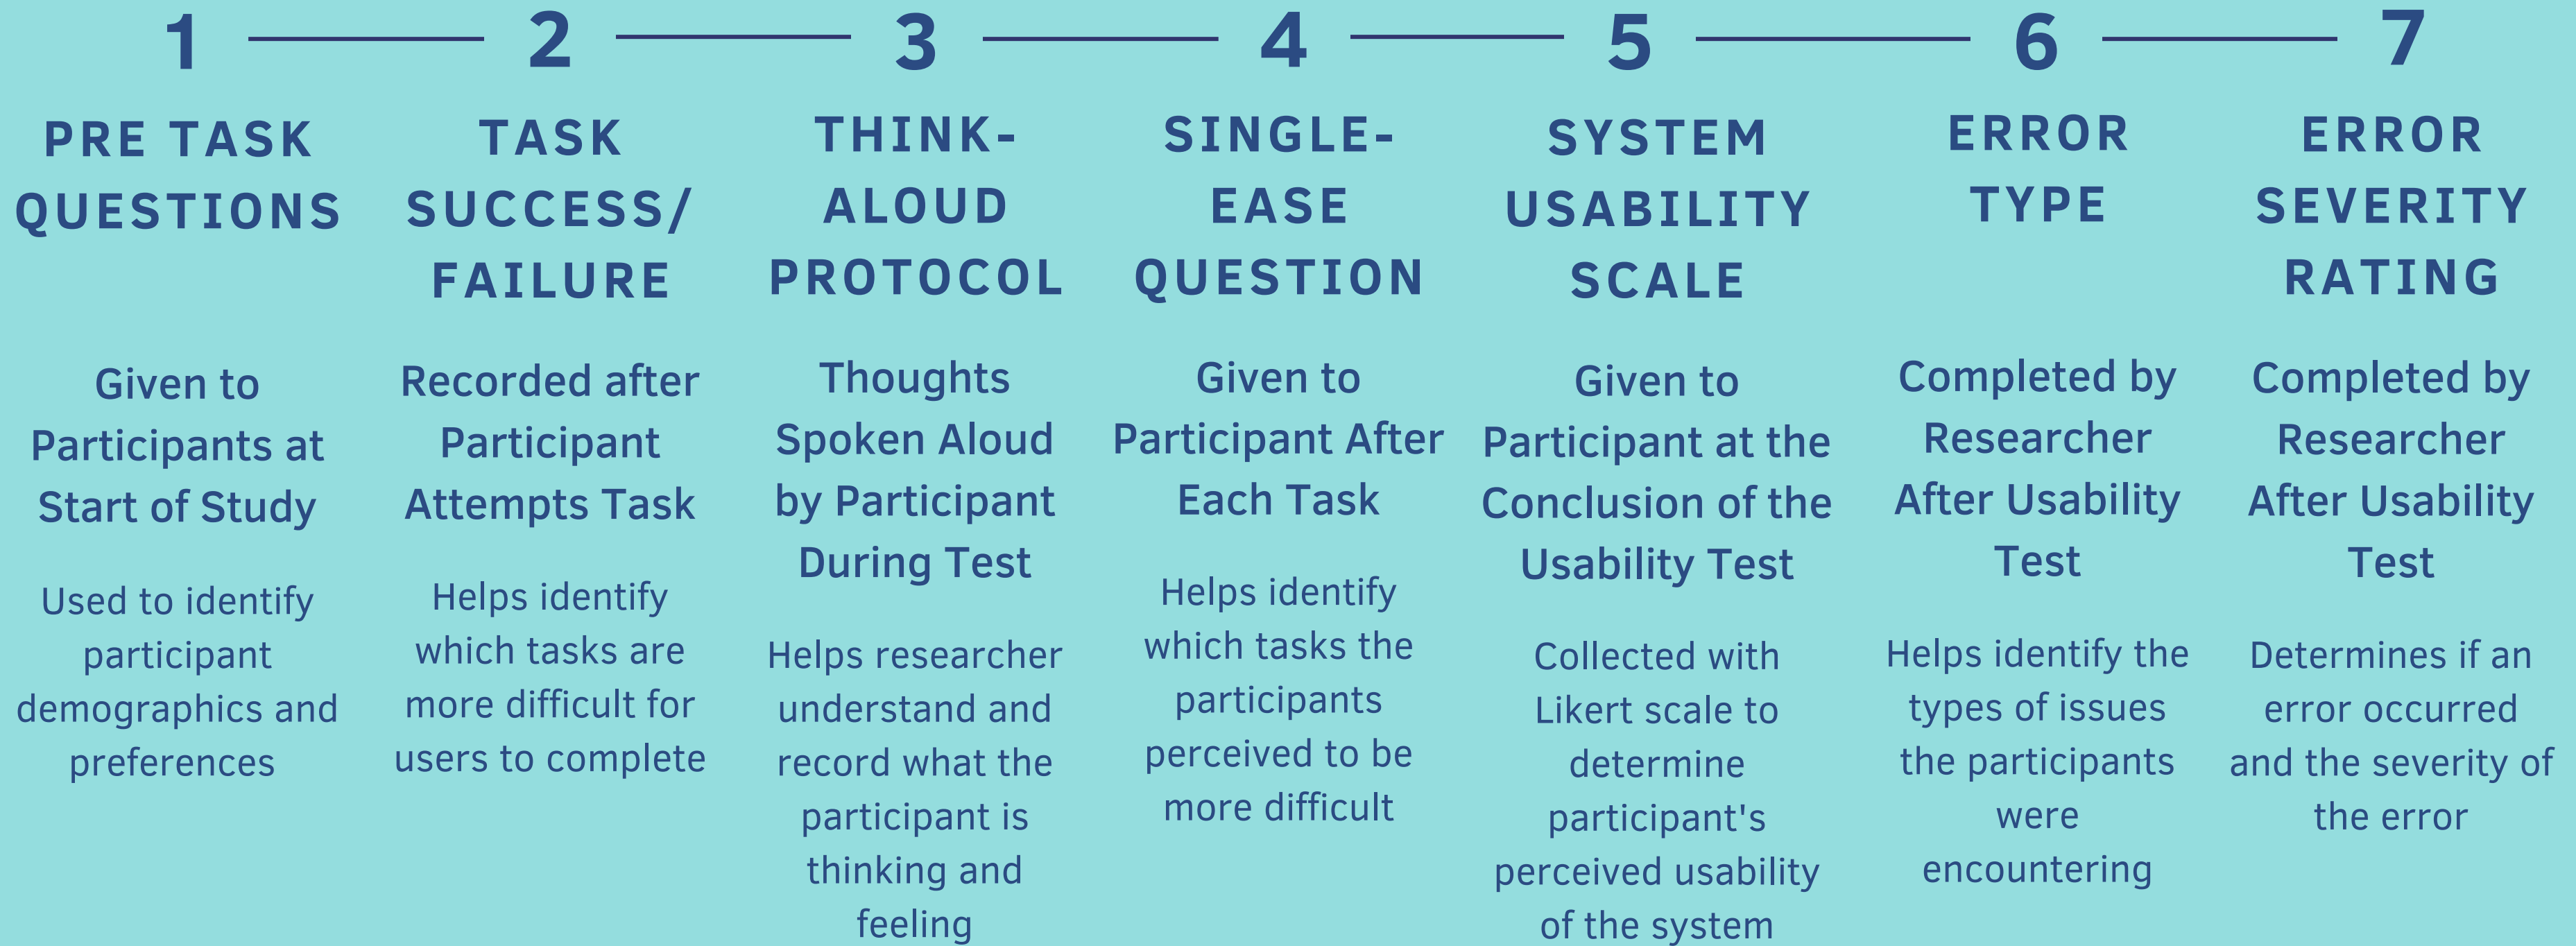 1
PRE TASK
QUESTIONS
Given to
Participants at
Start of Study
Used to identify
participant
demographics and
preferences
2
TASK
SUCCESS/
FAILURE
Recorded after
Participant
Attempts Task
Helps identify
which tasks are
more difficult for
users to complete
3
THINK-
ALOUD
PROTOCOL
Thoughts
Spoken Aloud
by Participant
During Test
Helps researcher
understand and
record what the
participant is
thinking and
feeling
4
SINGLE-
EASE
QUESTION
Given to
Participant After
Each Task
Helps identify
which tasks the
participants
perceived to be
more difficult
5
SYSTEM
USABILITY
SCALE
Given to
Participant at the
Conclusion of the
Usability Test
Collected with
Likert scale to
determine
participant's
perceived usability
of the system
6
ERROR
TYPE
Completed by
Researcher
After Usability
Test
Helps identify the
types of issues
the participants
were
encountering
7
ERROR
SEVERITY
RATING
Completed by
Researcher
After Usability
Test
Determines if an
error occurred
and the severity of
the error